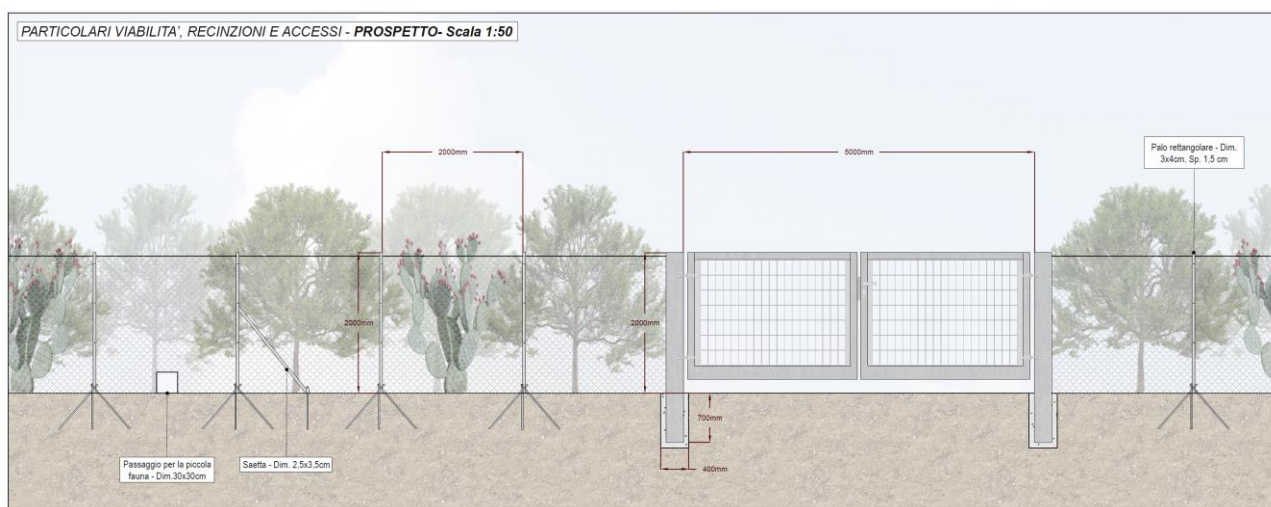 PARTICOLARI VIABILITA', RECINZIONI E ACCESSI - PROSPETTO- Scala 1:50
2000mm
5000mm
Palo rettangolare - Dim.
3x4cm, Sp. 1,5 cm
2000mm
2000mm
700mm
400mm
Passaggio per la piccola
fauna - Dim.30x30cm
Saetta - Dim. 2,5x3,5cm